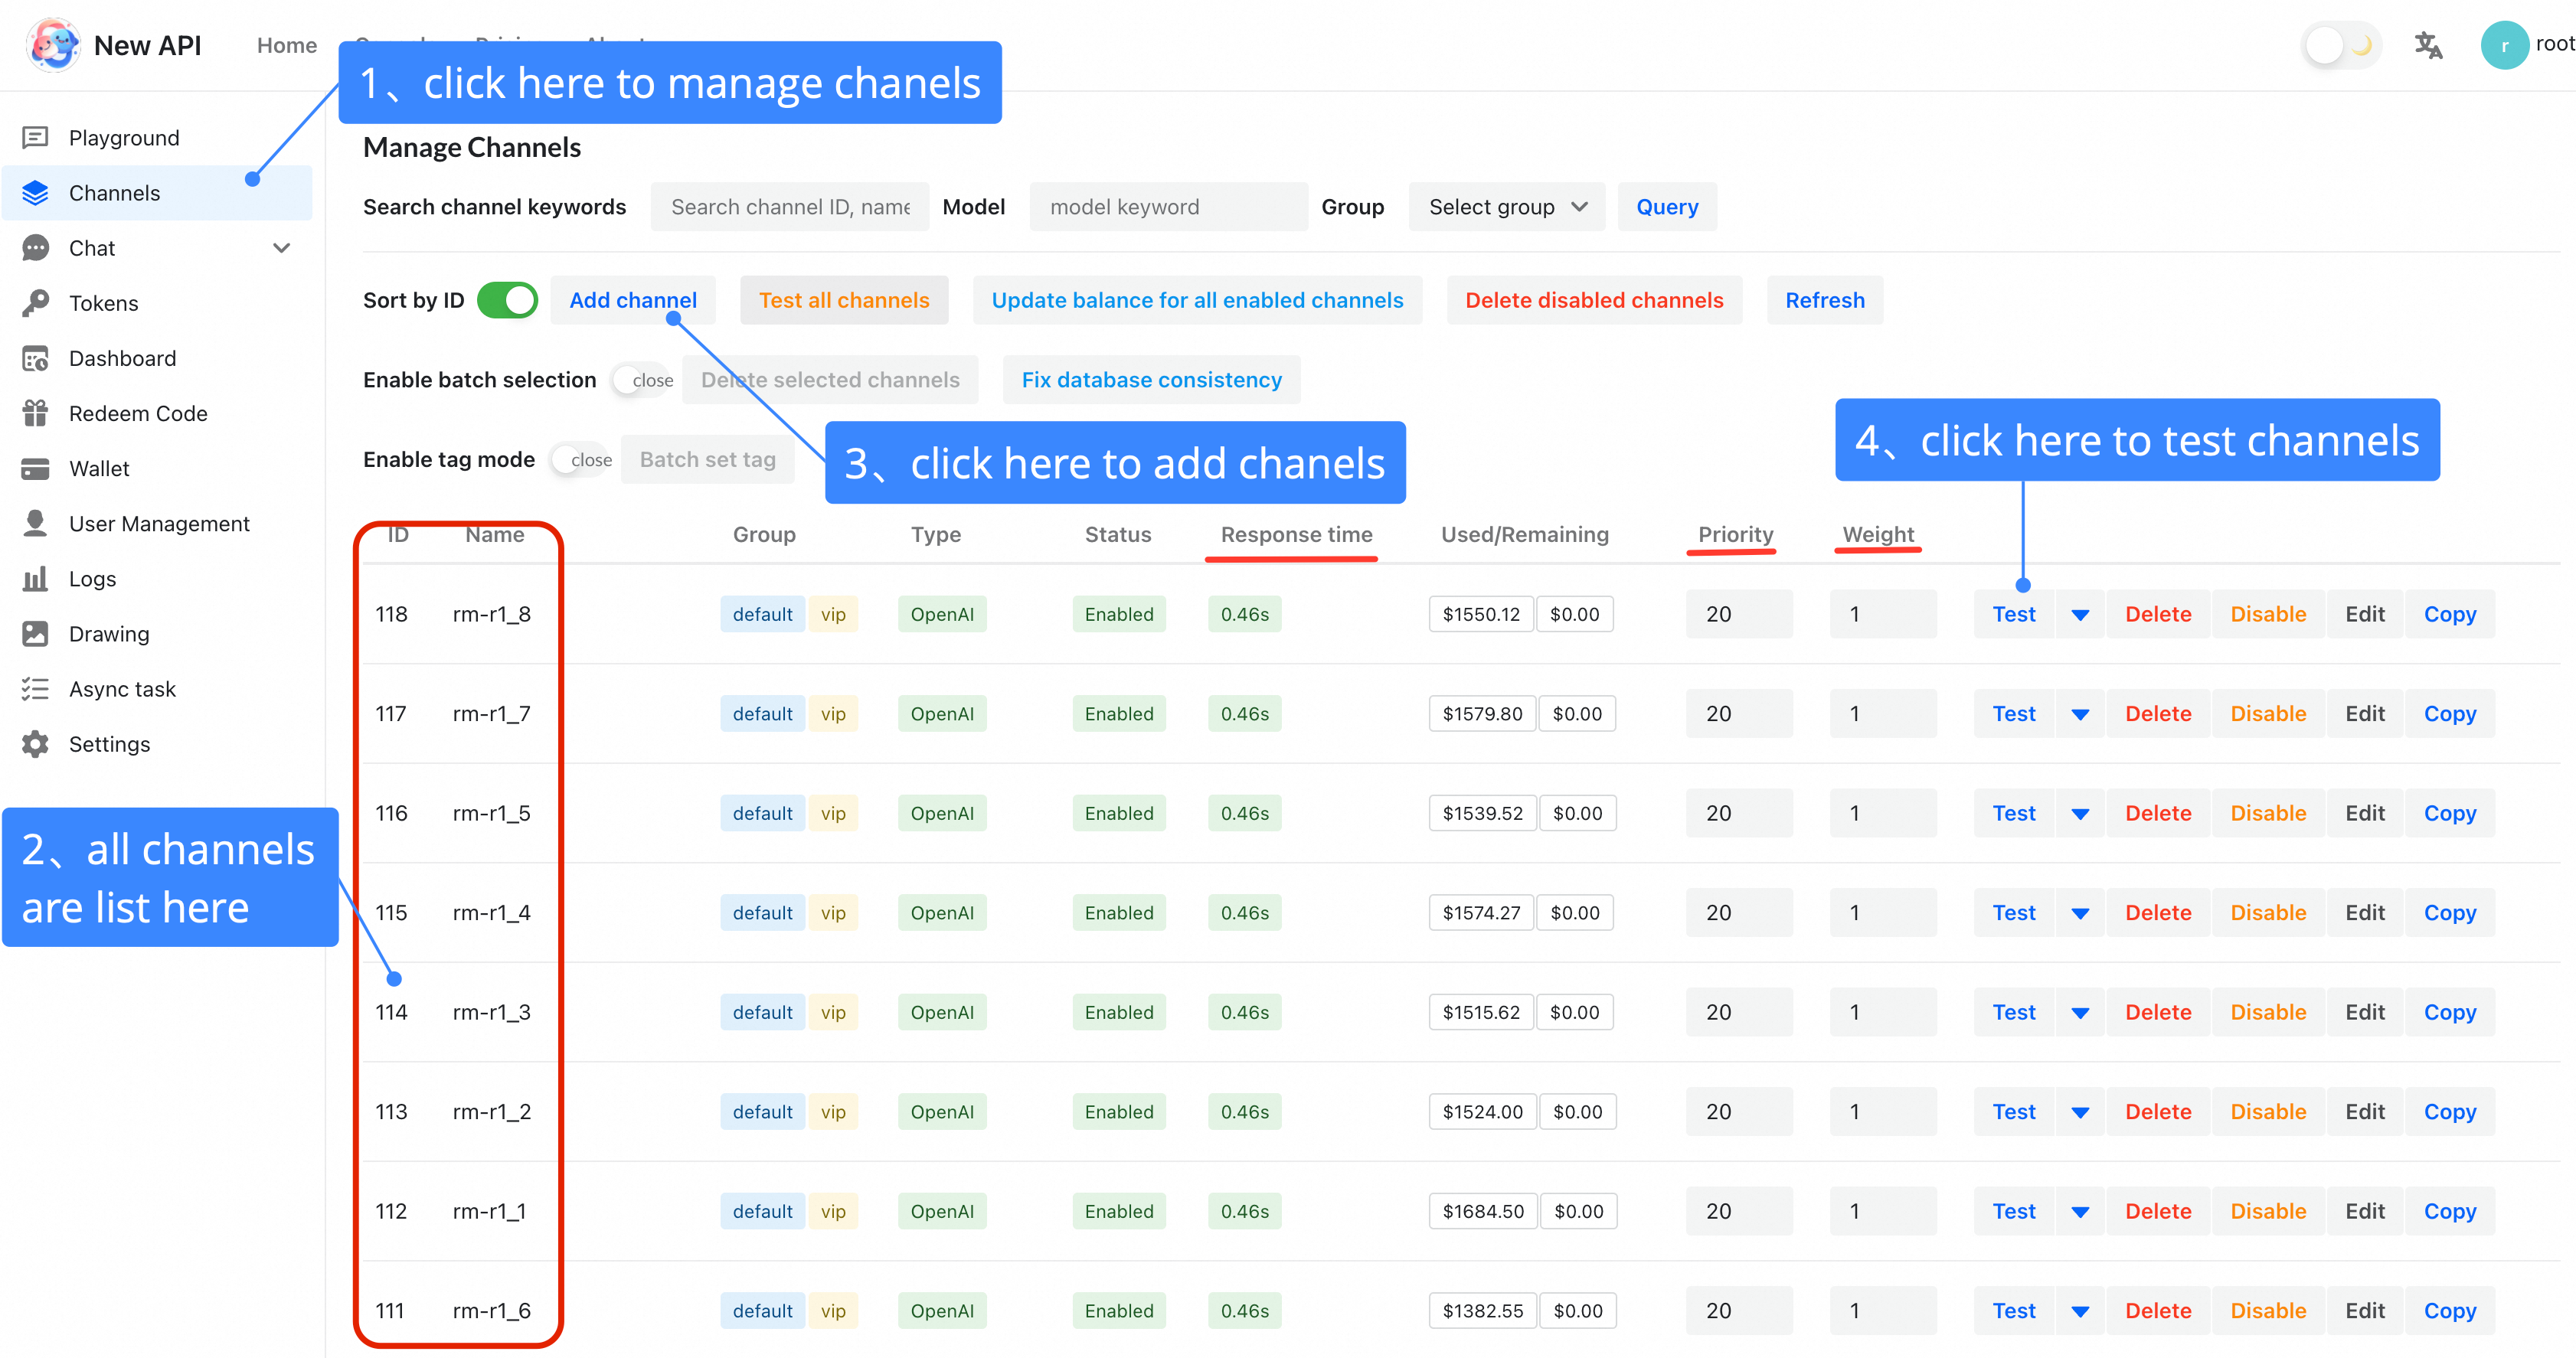 New API
Home
root
1、click here to manage chanels
Playground
Channels
Chat
Tokens
Dashboard
Redeem Code
Wallet
User Management
Logs
Drawing
Async task
Settings
2、all channels
are list here
Manage Channels
Search channel keywords Search channel ID, name Model model keyword Group Select group Query
Sort by ID Add channel Test all channels Update balance for all enabled channels Delete disabled channels Refresh
Enable batch selection close Delete selected channels Fix database consistency
Enable tag mode close Batch set tag
3、click here to add chanels
4、click here to test channels
ID Name Group Type Status Response time Used/Remaining Priority Weight
118 rm-r1_8 default vip OpenAI Enabled 0.46s $1550.12 $0.00 20 1 Test Delete Disable Edit Copy
117 rm-r1_7 default vip OpenAI Enabled 0.46s $1579.80 $0.00 20 1 Test Delete Disable Edit Copy
116 rm-r1_5 default vip OpenAI Enabled 0.46s $1539.52 $0.00 20 1 Test Delete Disable Edit Copy
115 rm-r1_4 default vip OpenAI Enabled 0.46s $1574.27 $0.00 20 1 Test Delete Disable Edit Copy
114 rm-r1_3 default vip OpenAI Enabled 0.46s $1515.62 $0.00 20 1 Test Delete Disable Edit Copy
113 rm-r1_2 default vip OpenAI Enabled 0.46s $1524.00 $0.00 20 1 Test Delete Disable Edit Copy
112 rm-r1_1 default vip OpenAI Enabled 0.46s $1684.50 $0.00 20 1 Test Delete Disable Edit Copy
111 rm-r1_6 default vip OpenAI Enabled 0.46s $1382.55 $0.00 20 1 Test Delete Disable Edit Copy